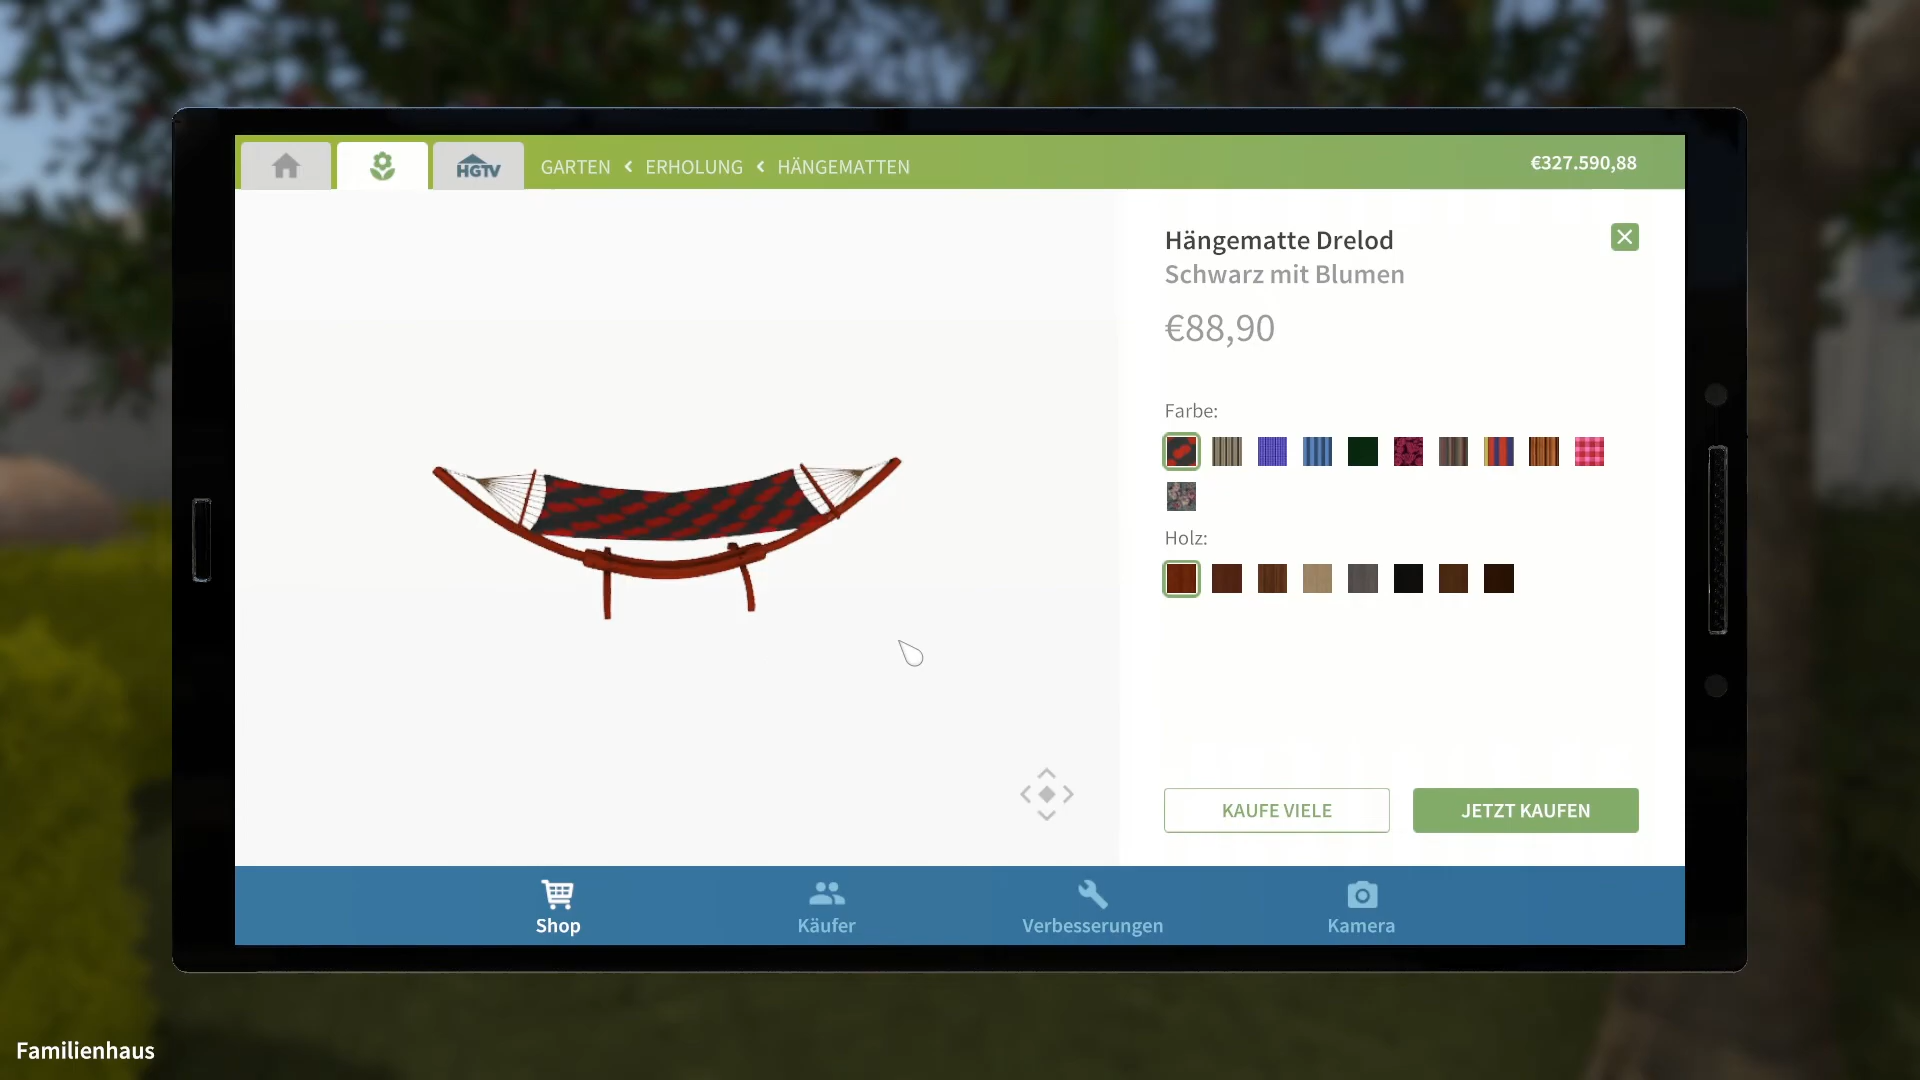 HGTV
GARTEN < ERHOLUNG < HÄNGEMATTEN
€327.590,88
Hängematte Drelod
Schwarz mit Blumen
€88,90
Farbe:
Holz:
KAUFE VIELE
JETZT KAUFEN
Shop
Käufer
Verbesserungen
Kamera
Familienhaus